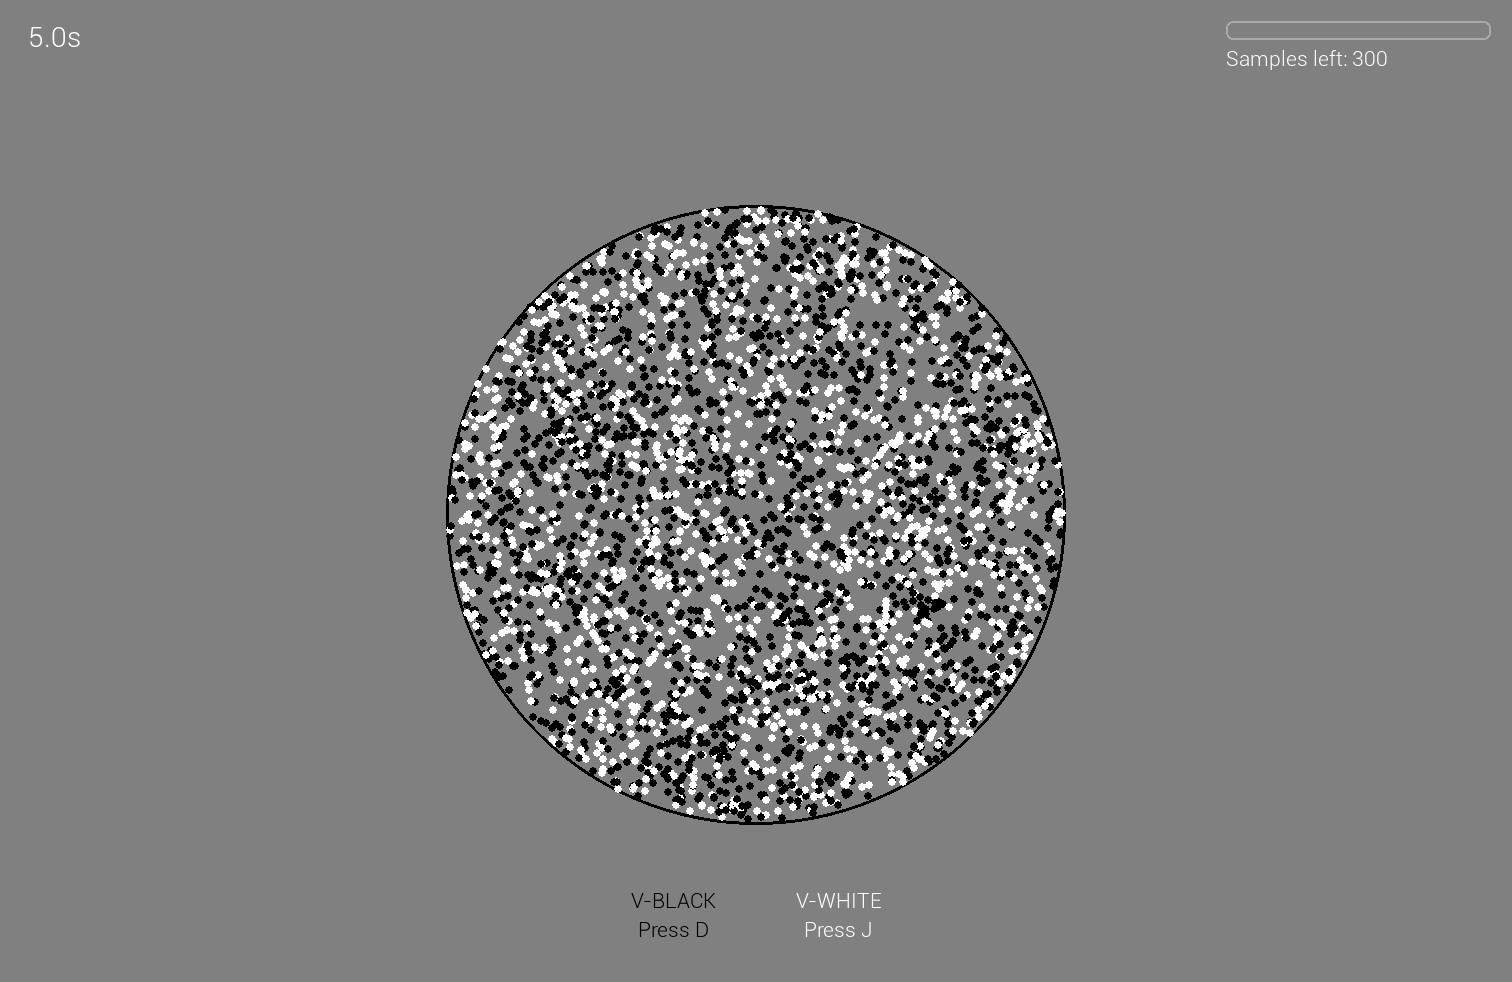 5.0s
Samples left: 300
V-BLACK
Press D
V-WHITE
Press J